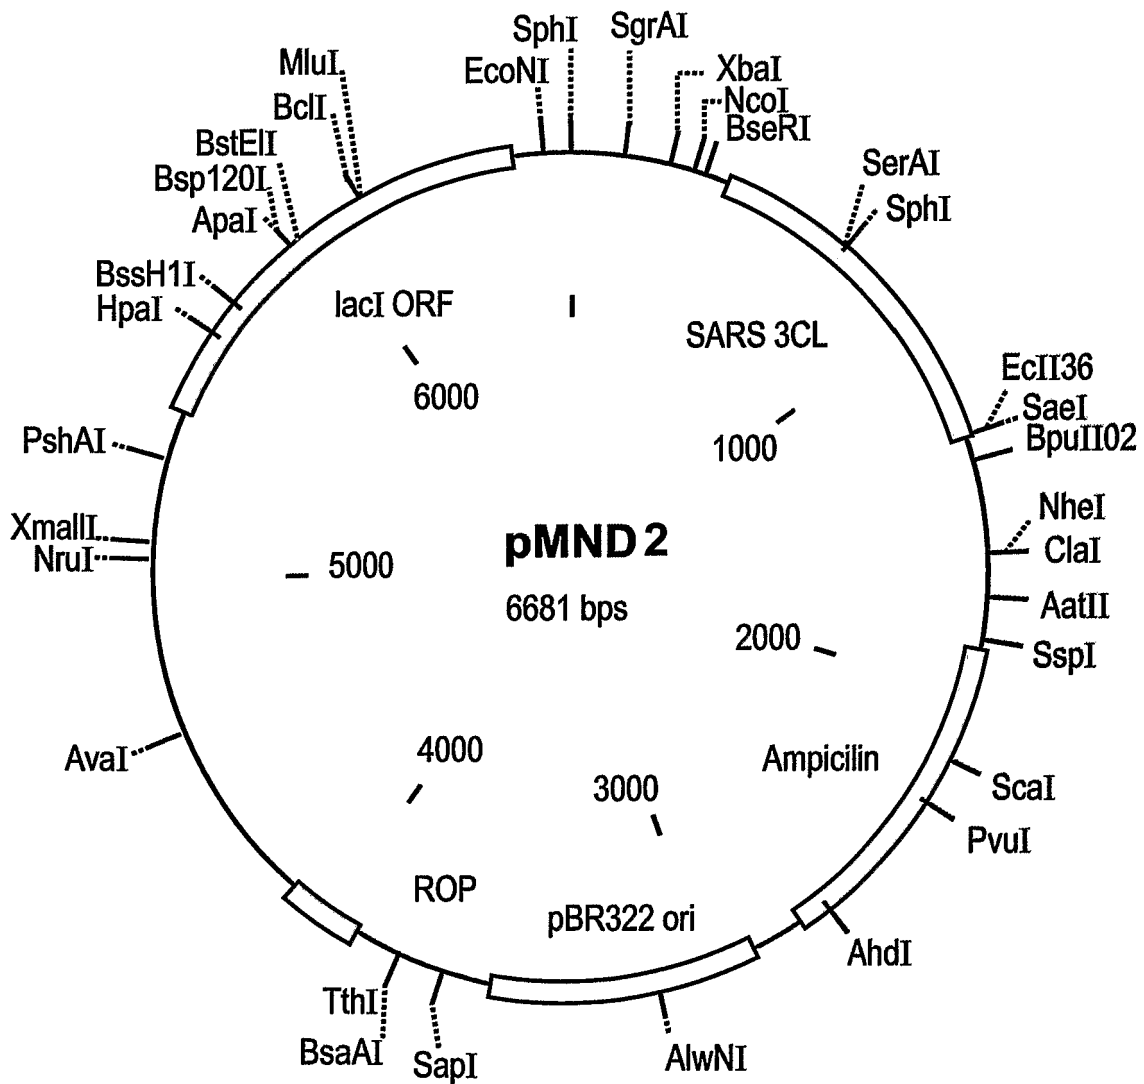 SphI
SgrAI
EcoNI
XbaI
MluI
NcoI
BclI
BseRI
BstEII
SerAI
Bsp120I
SphI
ApaI
BssH1I
HpaI
lacI ORF
I
SARS 3CL
6000
EcII36
SaeI
1000
BpuII02
PshAI
NheI
XmallI
pMND 2
ClaI
NruI
5000
6681 bps
AatII
2000
SspI
4000
Ampicilin
AvaI
3000
ScaI
PvuI
ROP
pBR322 ori
AhdI
TthI
BsaAI
SapI
AlwNI